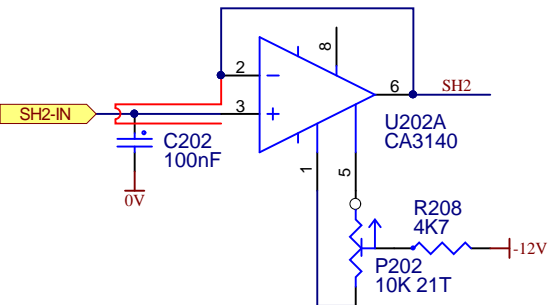 8
2
6
SH2
SH2-IN
3
U202A
CA3140
C202
100nF
1
5
0V
R208
4K7
-12V
P202
10K 21T